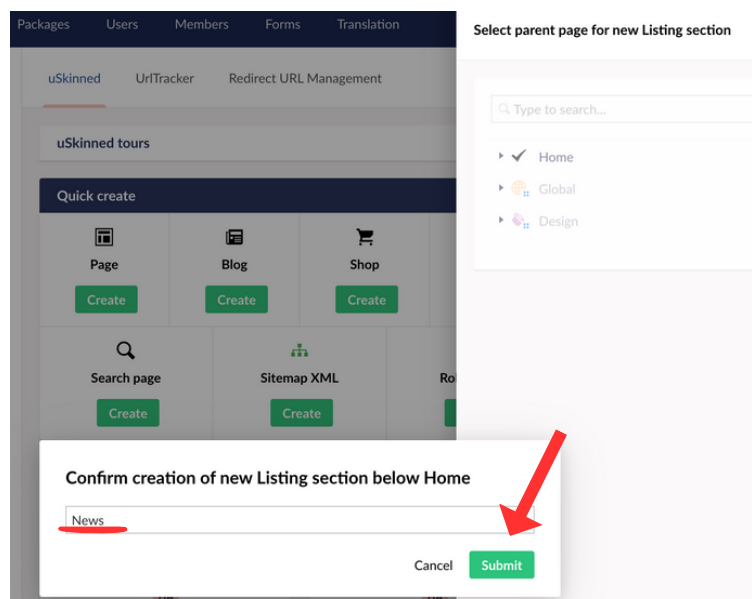 Packages Users Members Forms Translation
Select parent page for new Listing section
uSkinned UrlTracker Redirect URL Management
Type to search...
uSkinned tours
Home
Quick create
Global
Design
Page Blog Shop
Create Create Create
Search page Sitemap XML Ro
Create Create
Confirm creation of new Listing section below Home
News
Cancel Submit